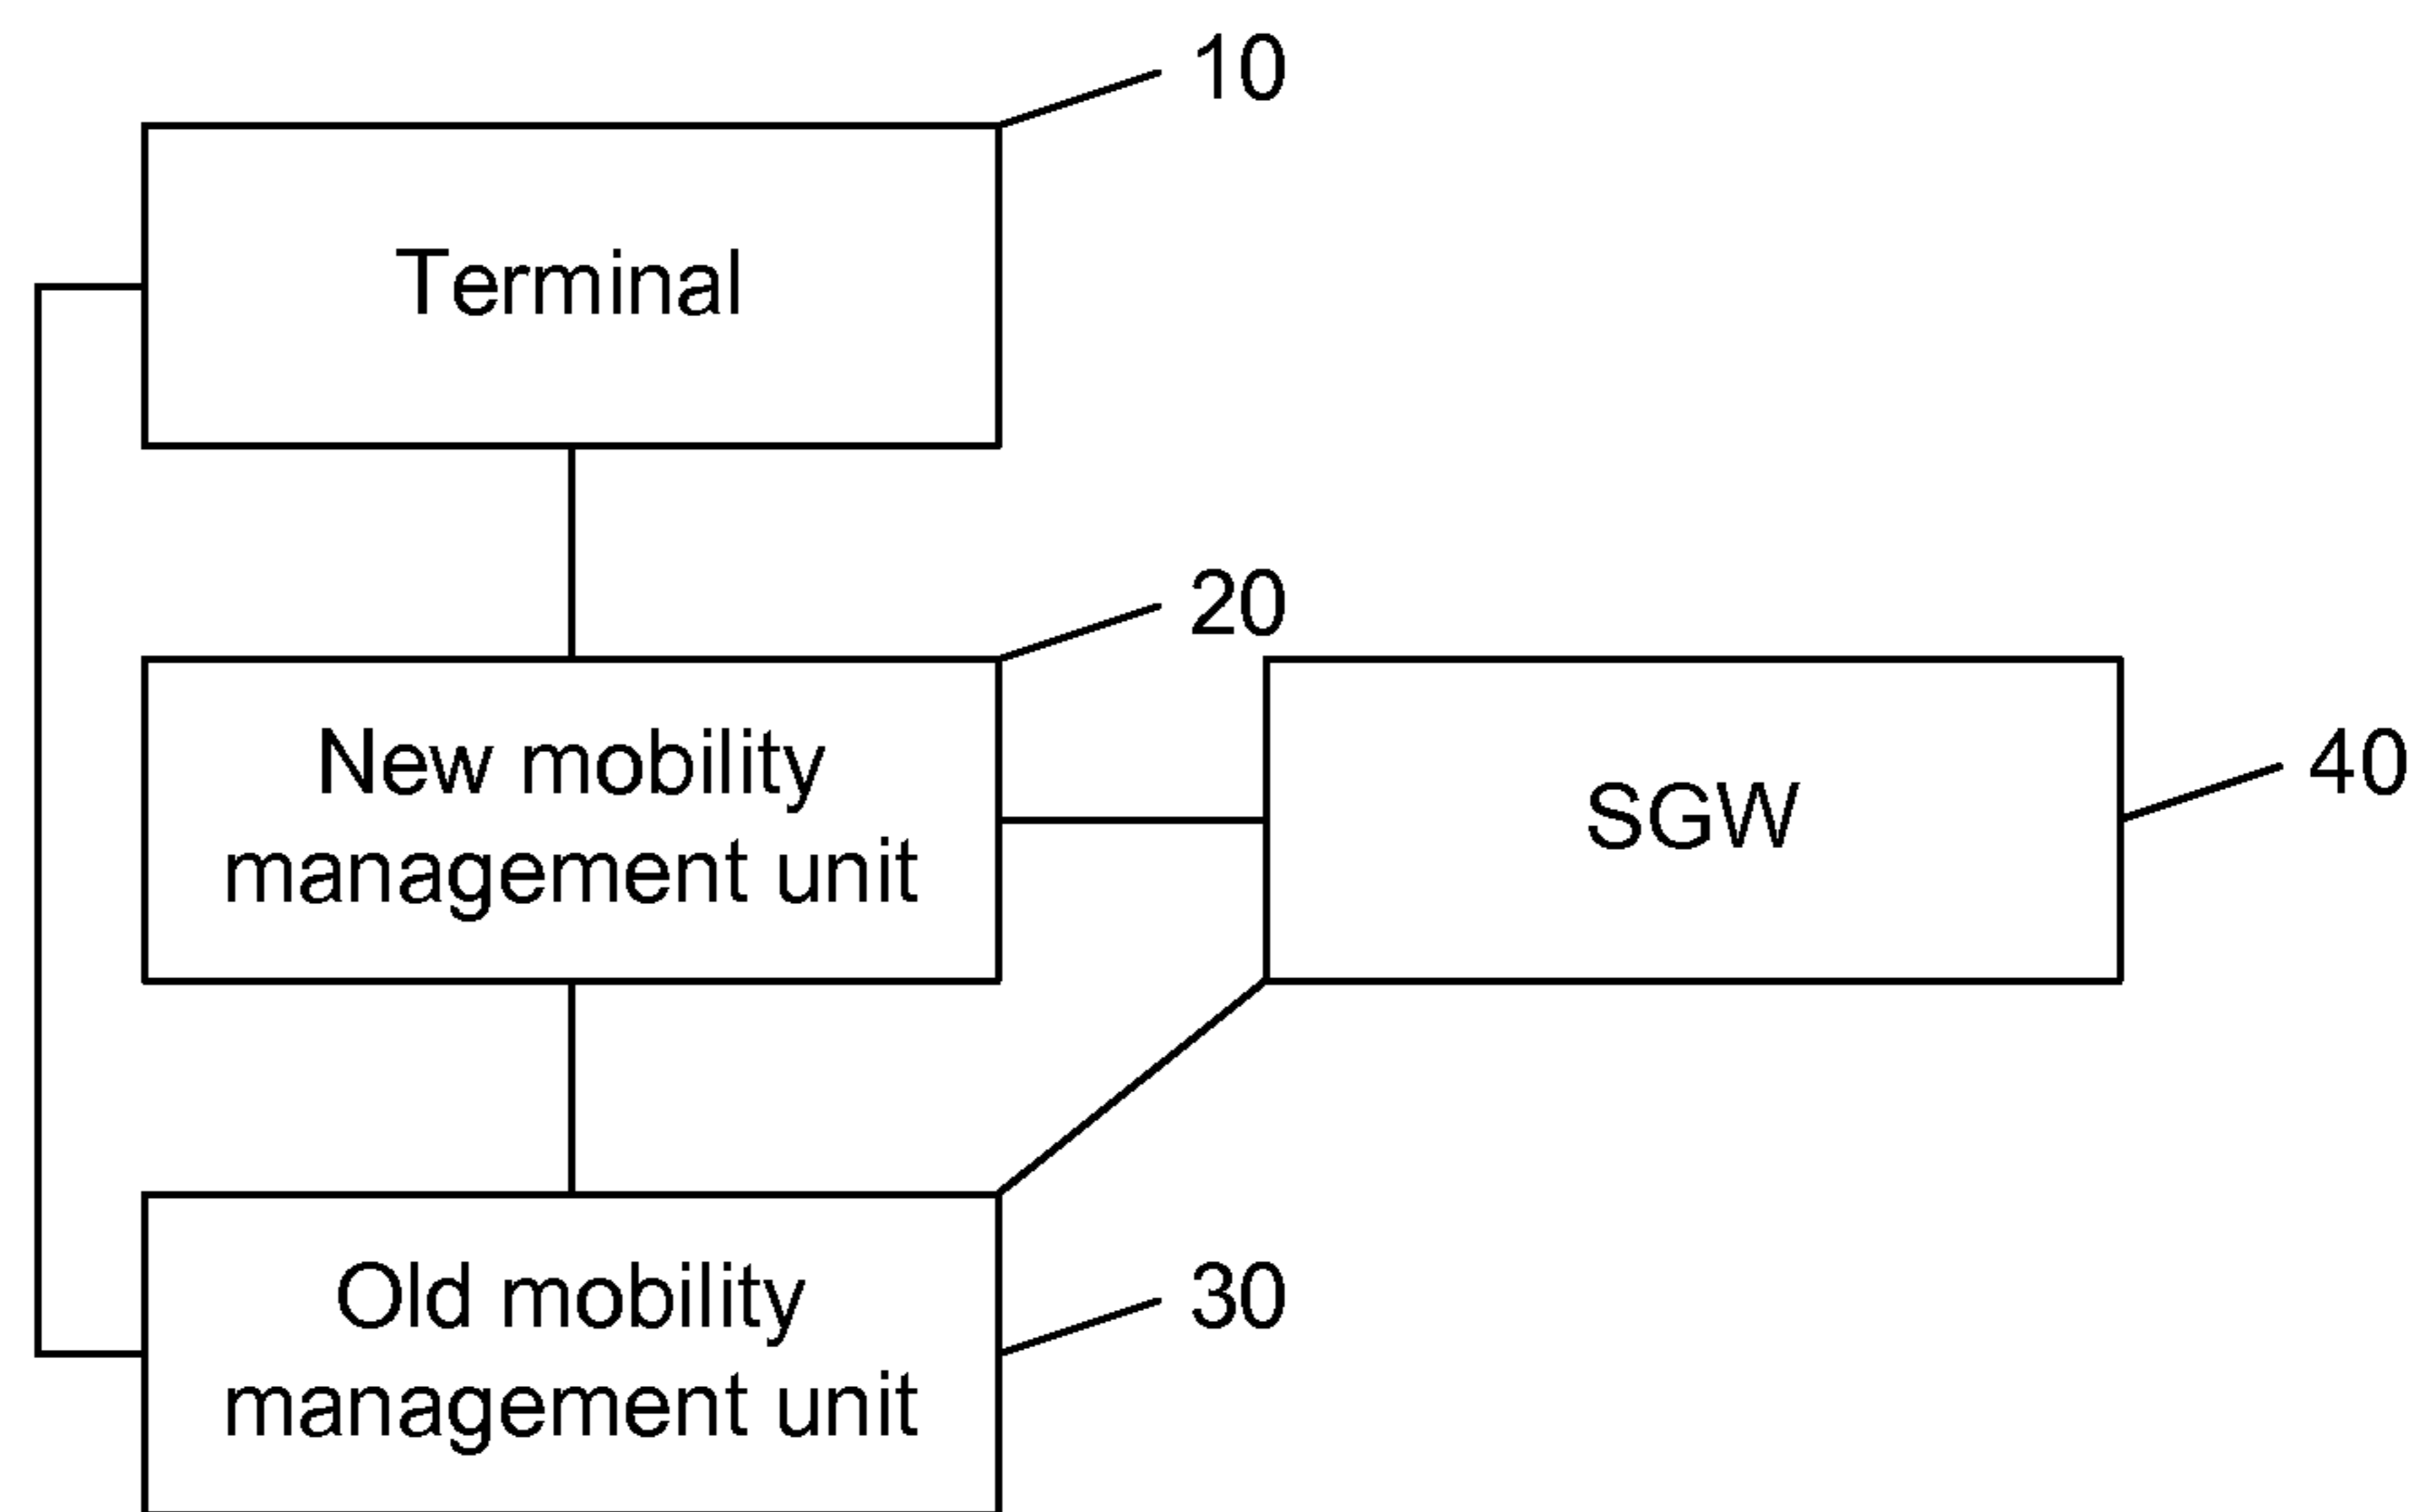 10
Terminal
20
New mobility
management unit
SGW
40
Old mobility
management unit
30